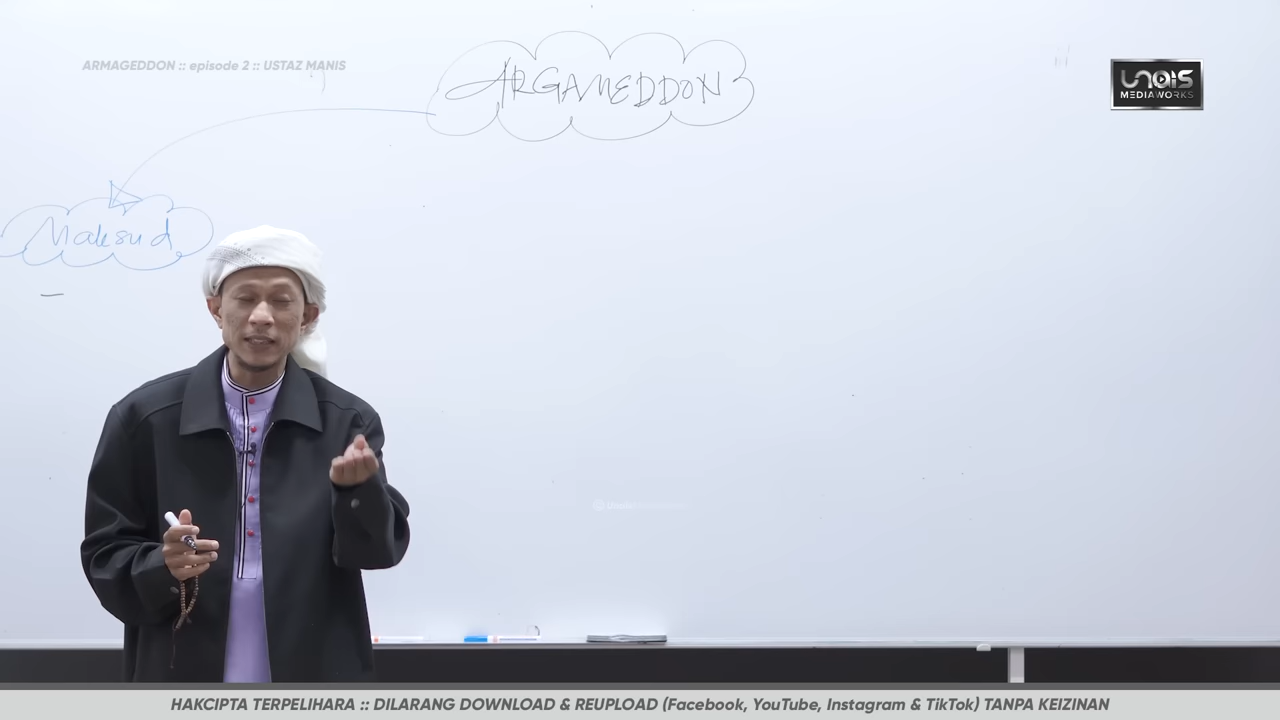 ARMAGEDDON :: episode 2 :: USTAZ MANIS
ARGAMEDDON
UNAIS
MEDIAWORKS
Maksud
HAKCIPTA TERPELIHARA :: DILARANG DOWNLOAD & REUPLOAD (Facebook, YouTube, Instagram & TikTok) TANPA KEIZINAN